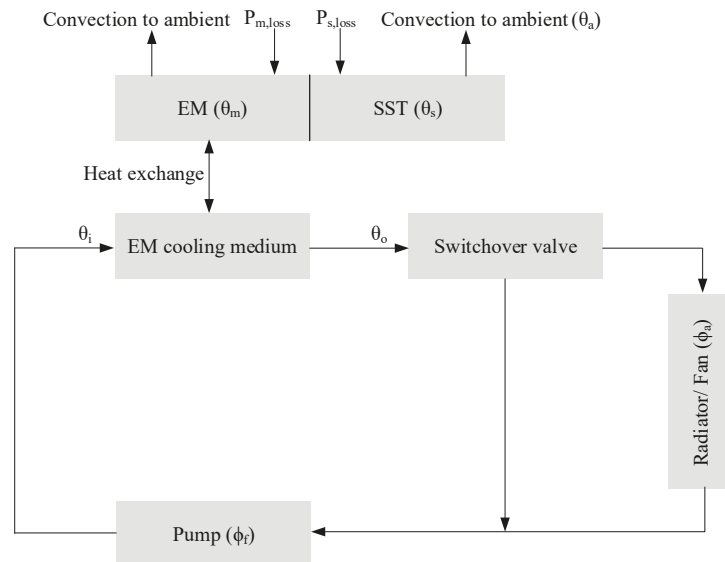 Convection to ambient P_m,loss P_s,loss Convection to ambient (θ_a)
EM (θ_m) SST (θ_s)
Heat exchange
θ_i EM cooling medium θ_o Switchover valve
Radiator/ Fan (ϕ_a)
Pump (ϕ_f)